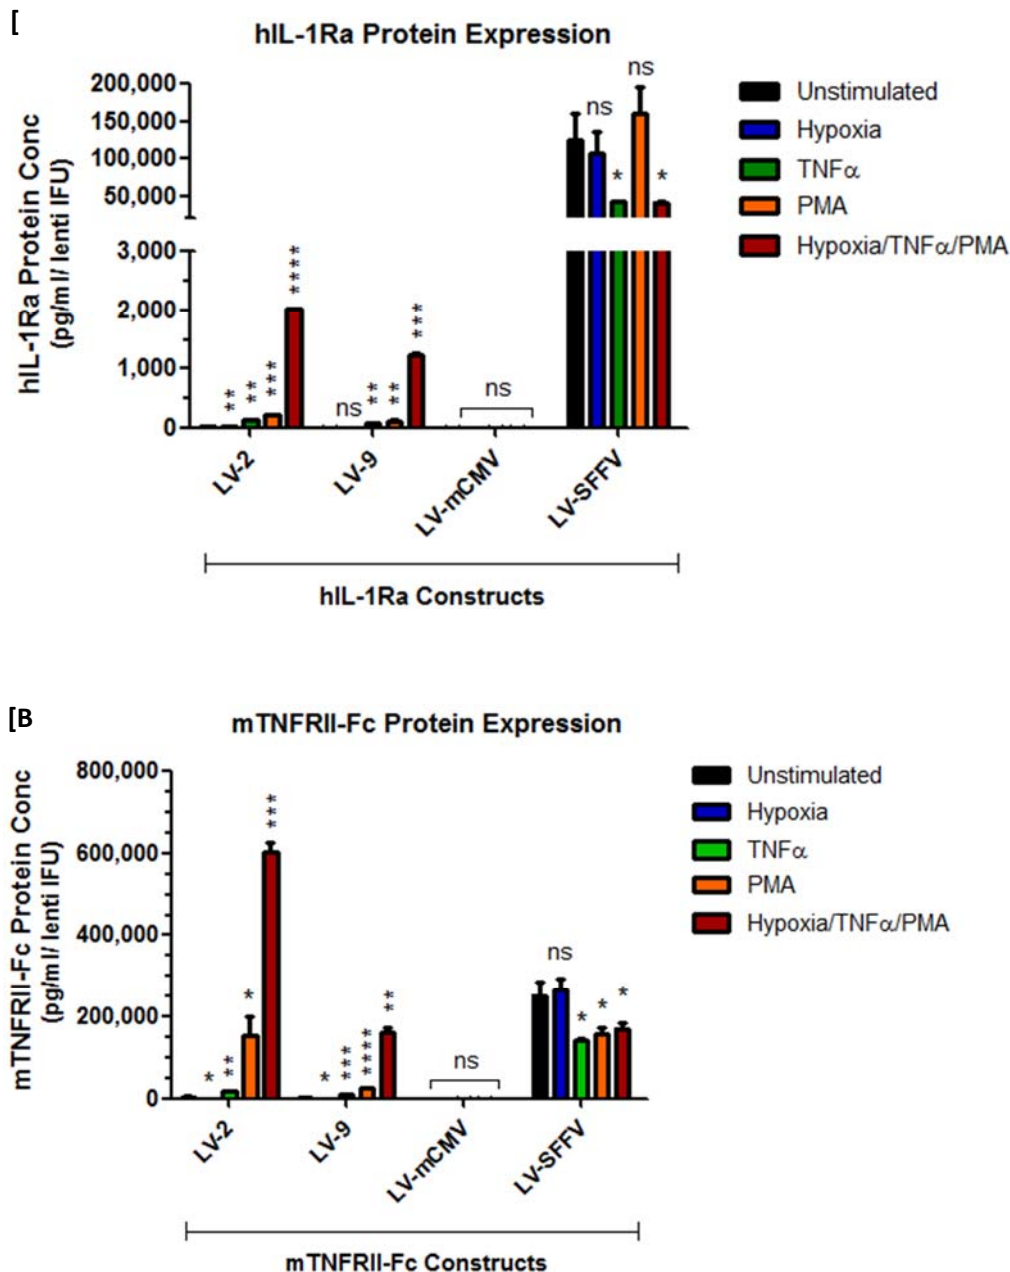 [
hIL-1Ra Protein Expression
hIL-1Ra Protein Conc
(pg/ml/ lenti IFU)
200,000
150,000
100,000
50,000
3,000
2,000
1,000
0
**
**
***
****
ns
**
**
***
ns
ns
*
ns
*
Unstimulated
Hypoxia
TNFα
PMA
Hypoxia/TNFα/PMA
LV-2
LV-9
LV-mCMV
LV-SFFV
hIL-1Ra Constructs
[B
mTNFRII-Fc Protein Expression
mTNFRII-Fc Protein Conc
(pg/ml/ lenti IFU)
800,000
600,000
400,000
200,000
0
*
**
*
***
*
***
****
**
ns
ns
*
*
*
Unstimulated
Hypoxia
TNFα
PMA
Hypoxia/TNFα/PMA
LV-2
LV-9
LV-mCMV
LV-SFFV
mTNFRII-Fc Constructs